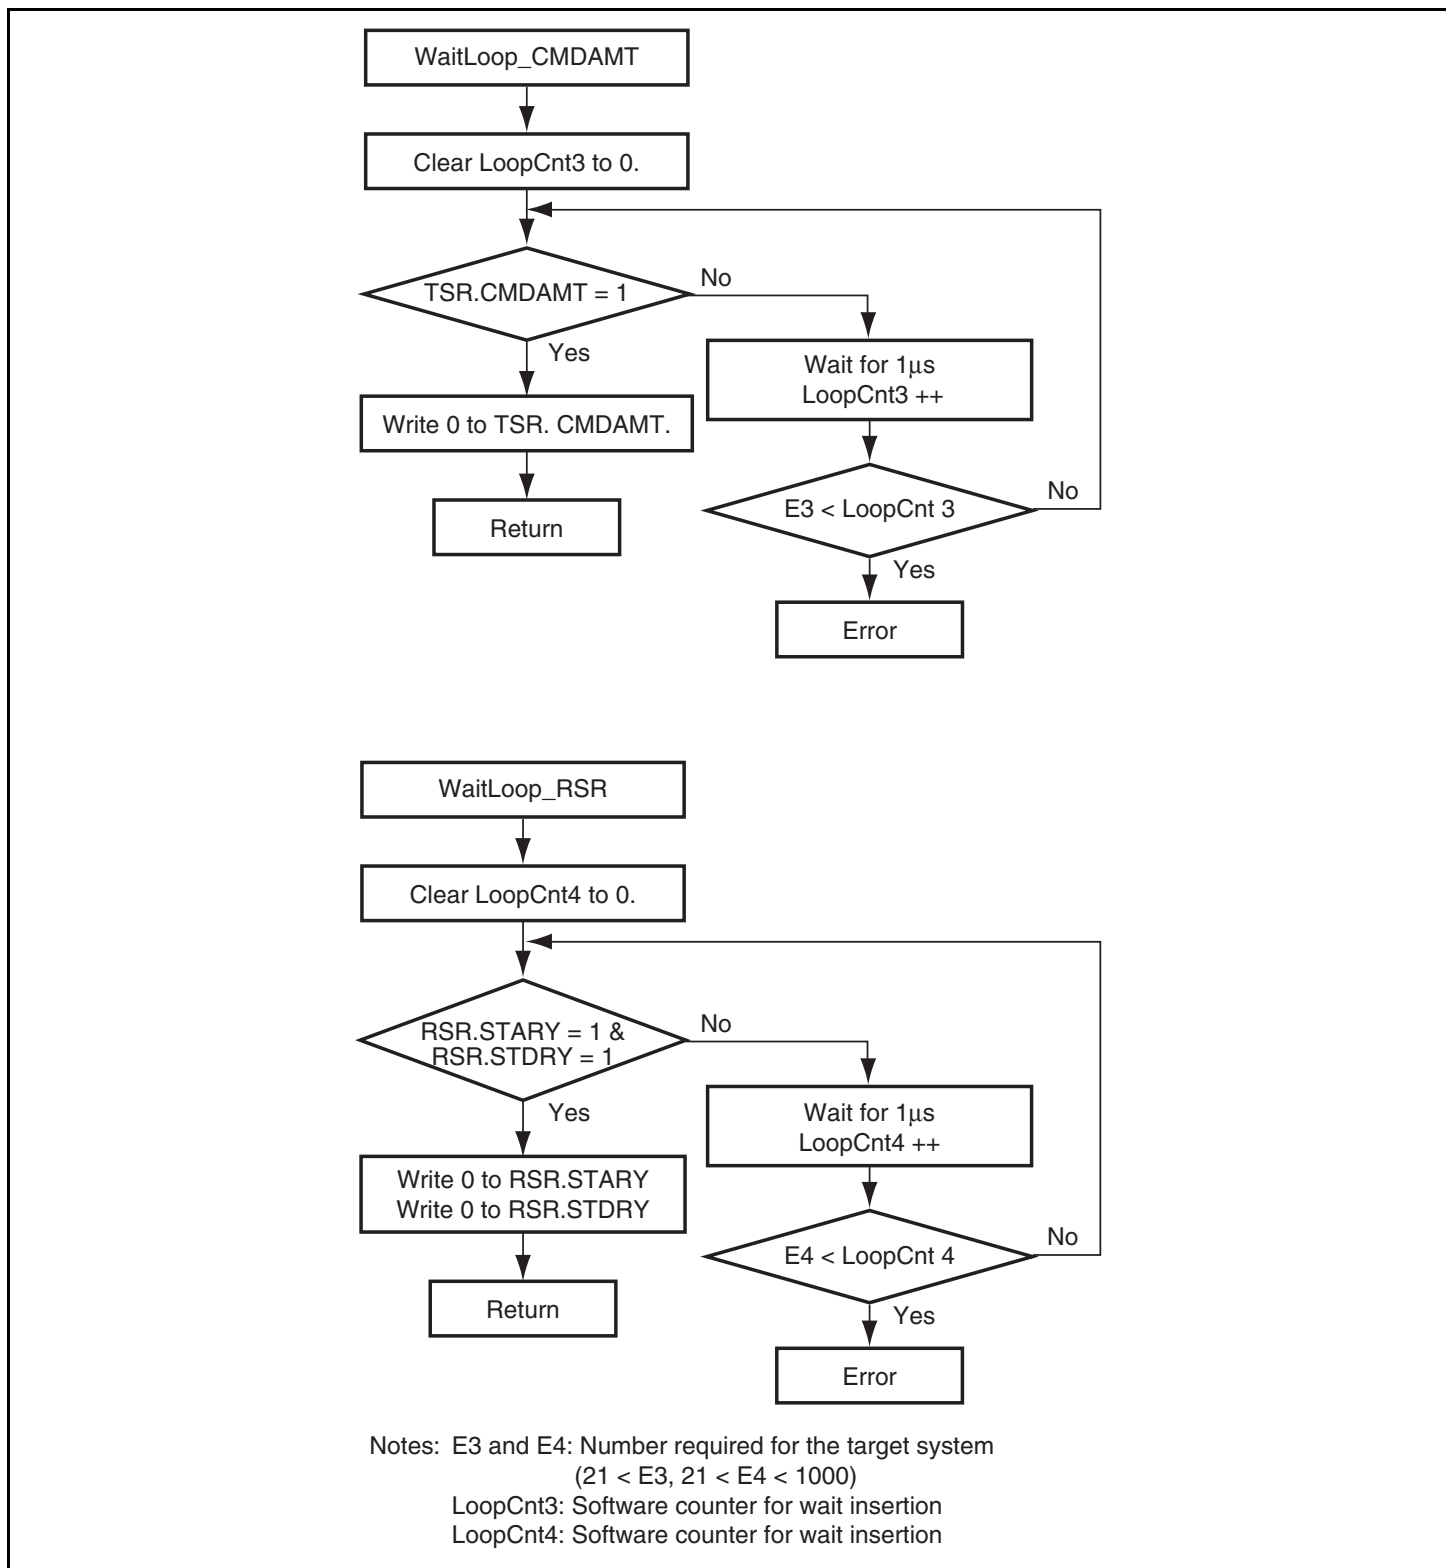 WaitLoop_CMDAMT
Clear LoopCnt3 to 0.
TSR.CMDAMT = 1
No
Yes
Wait for 1μs
LoopCnt3 ++
Write 0 to TSR. CMDAMT.
E3 < LoopCnt 3
No
Return
Yes
Error
WaitLoop_RSR
Clear LoopCnt4 to 0.
RSR.STARY = 1 &
RSR.STDRY = 1
No
Yes
Wait for 1μs
LoopCnt4 ++
Write 0 to RSR.STARY
Write 0 to RSR.STDRY
E4 < LoopCnt 4
No
Return
Yes
Error
Notes: E3 and E4: Number required for the target system
(21 < E3, 21 < E4 < 1000)
LoopCnt3: Software counter for wait insertion
LoopCnt4: Software counter for wait insertion